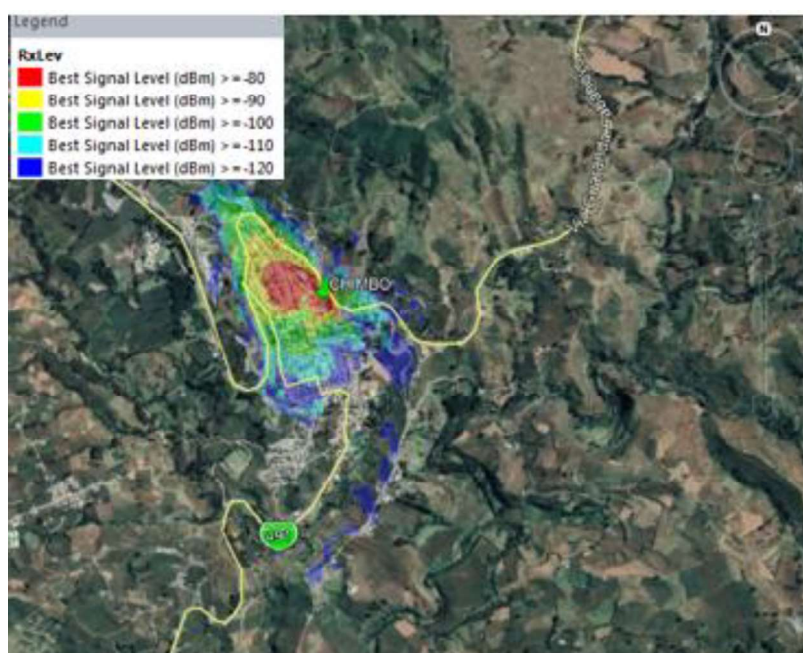 Legend
RxLev
Best Signal Level (dBm) >=-80
Best Signal Level (dBm) >=-90
Best Signal Level (dBm) >=-100
Best Signal Level (dBm) >=-110
Best Signal Level (dBm) >=-120
N
CHIMBO